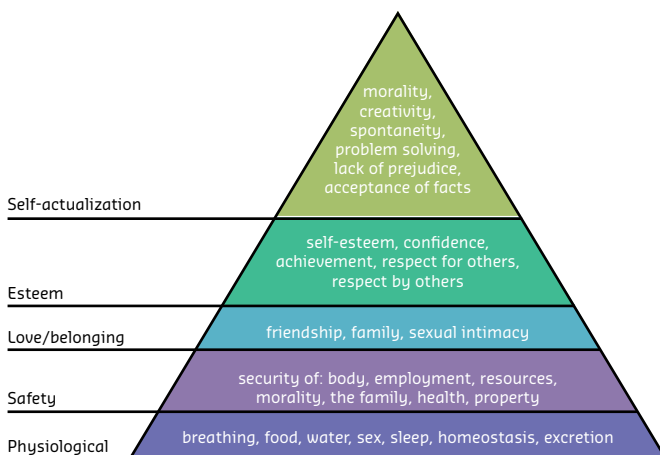 morality,
creativity,
spontaneity,
problem solving,
lack of prejudice,
acceptance of facts
Self-actualization
self-esteem, confidence,
achievement, respect for others,
respect by others
Esteem
friendship, family, sexual intimacy
Love/belonging
security of: body, employment, resources,
morality, the family, health, property
Safety
breathing, food, water, sex, sleep, homeostasis, excretion
Physiological